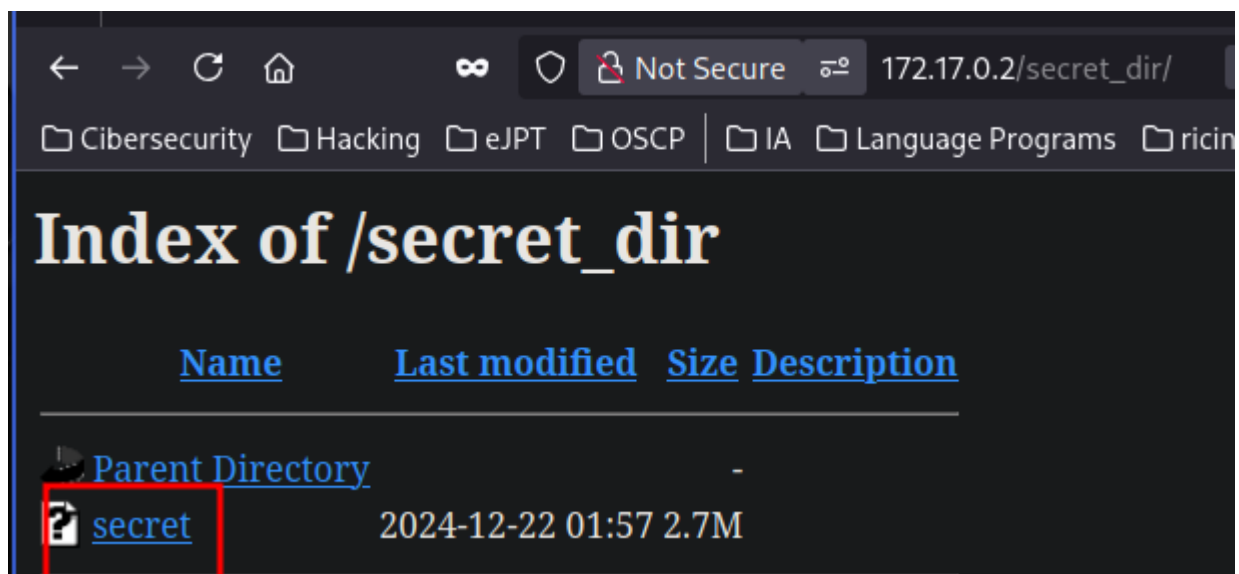 Not Secure 172.17.0.2/secret_dir/
Cibersecurity Hacking eJPT OSCP IA Language Programs ricin
Index of /secret_dir
Name Last modified Size Description
Parent Directory -
secret 2024-12-22 01:57 2.7M